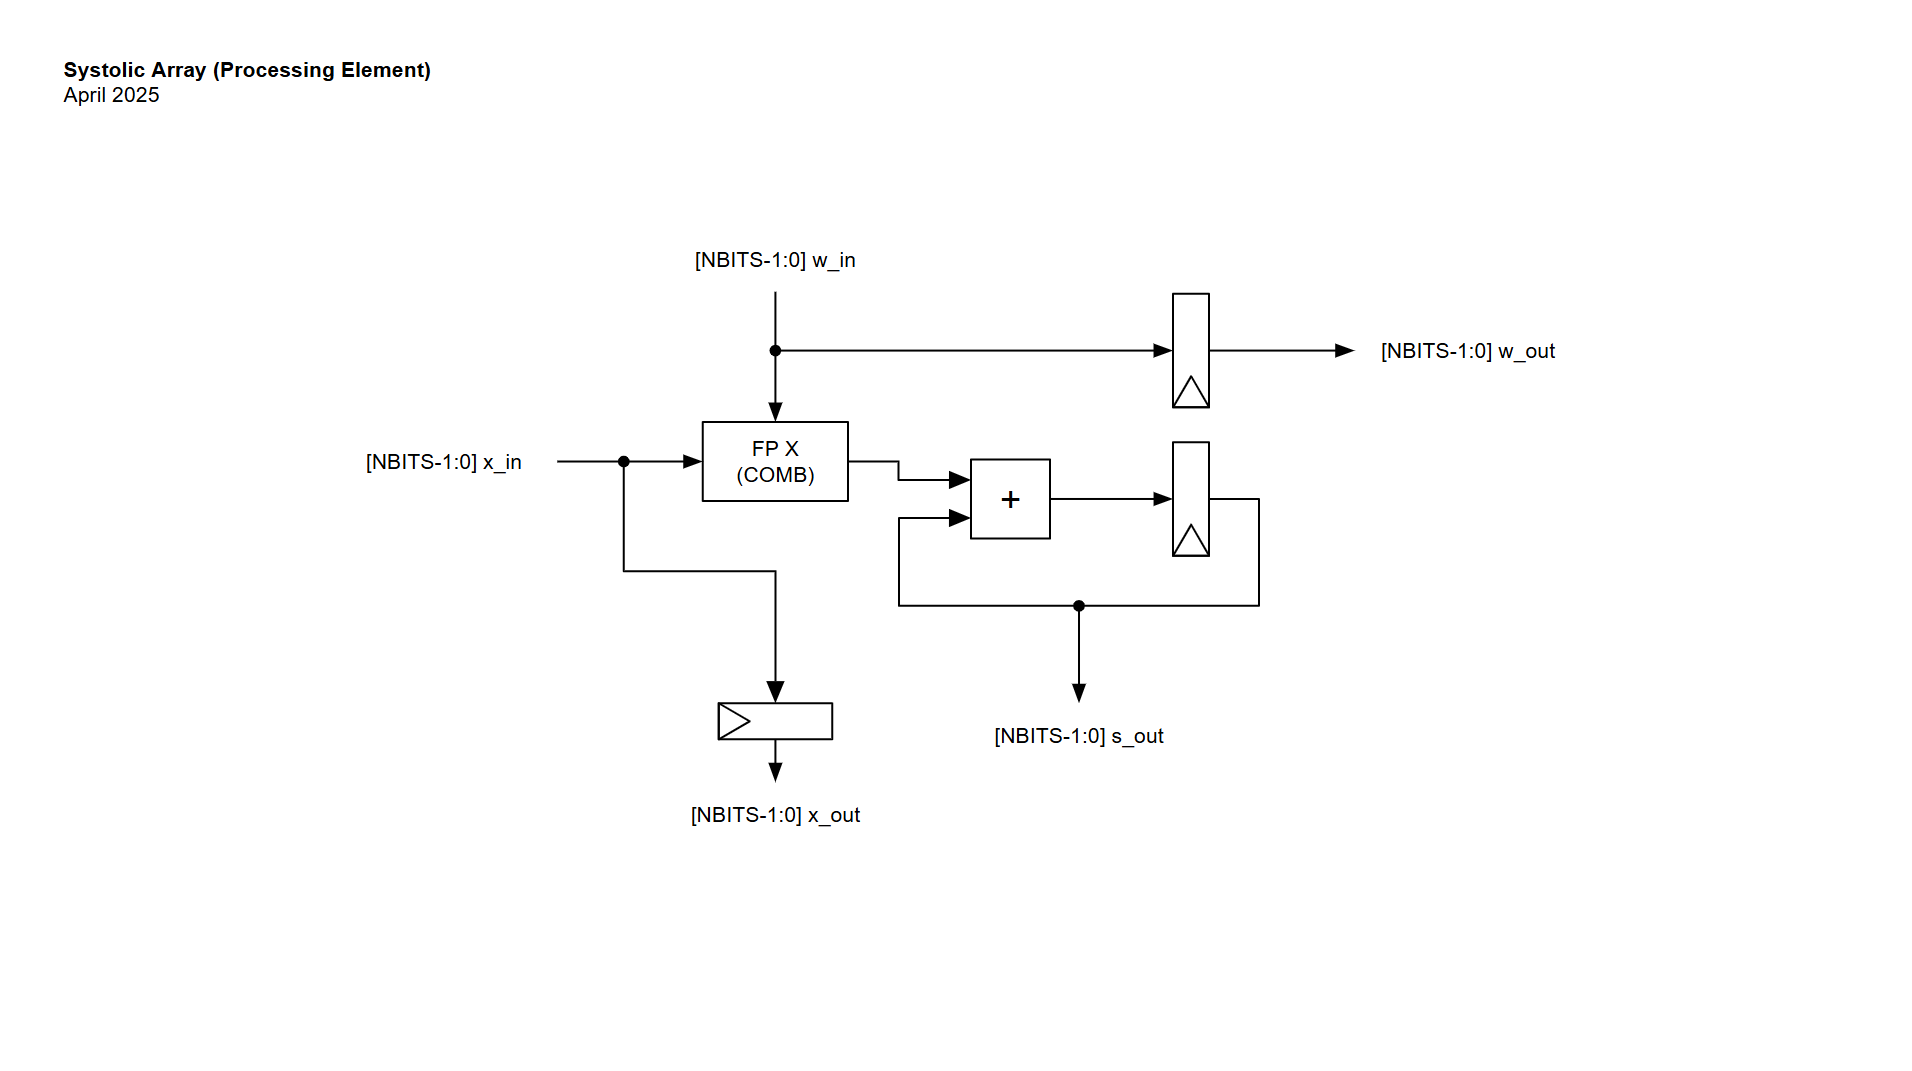 Systolic Array (Processing Element)
April 2025
[NBITS-1:0] w_in
[NBITS-1:0] w_out
[NBITS-1:0] x_in
FP X
(COMB)
+
[NBITS-1:0] s_out
[NBITS-1:0] x_out